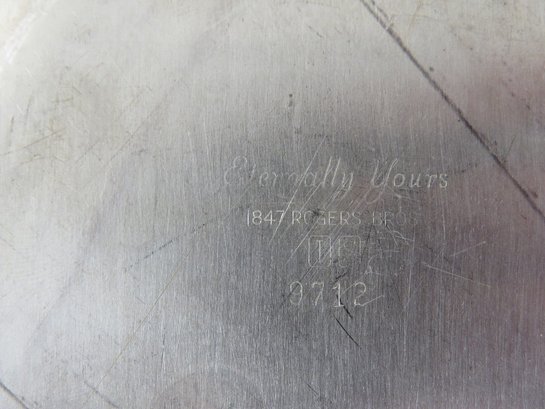 Eternally Yours
1847 ROGERS BROS
IS
9712